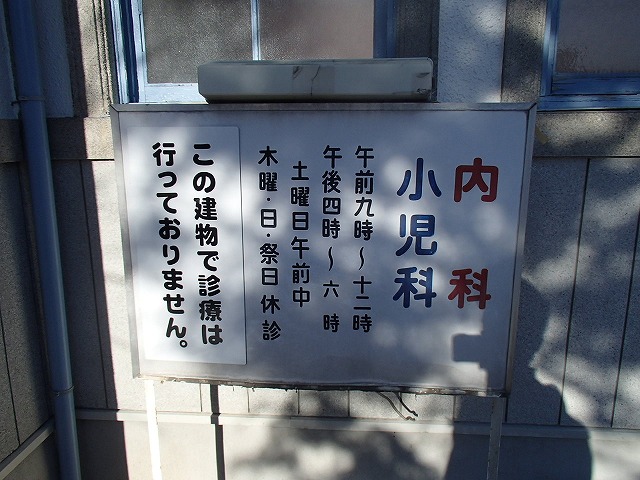 内科
小児科
午前九時～十二時
午後四時～六時
土曜日午前中
木曜・日・祭日休診
この建物で診療は
行っておりません。